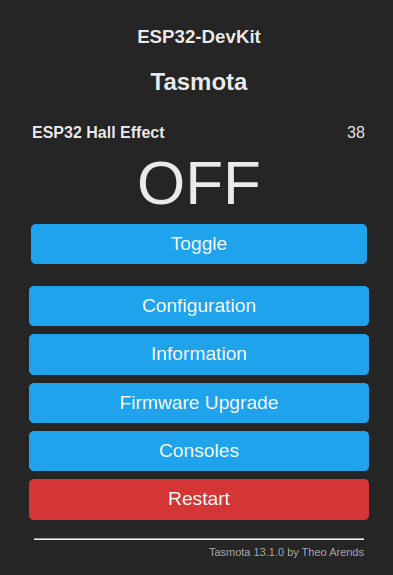 ESP32-DevKit
Tasmota
ESP32 Hall Effect 38
OFF
Toggle
Configuration
Information
Firmware Upgrade
Consoles
Restart
Tasmota 13.1.0 by Theo Arends